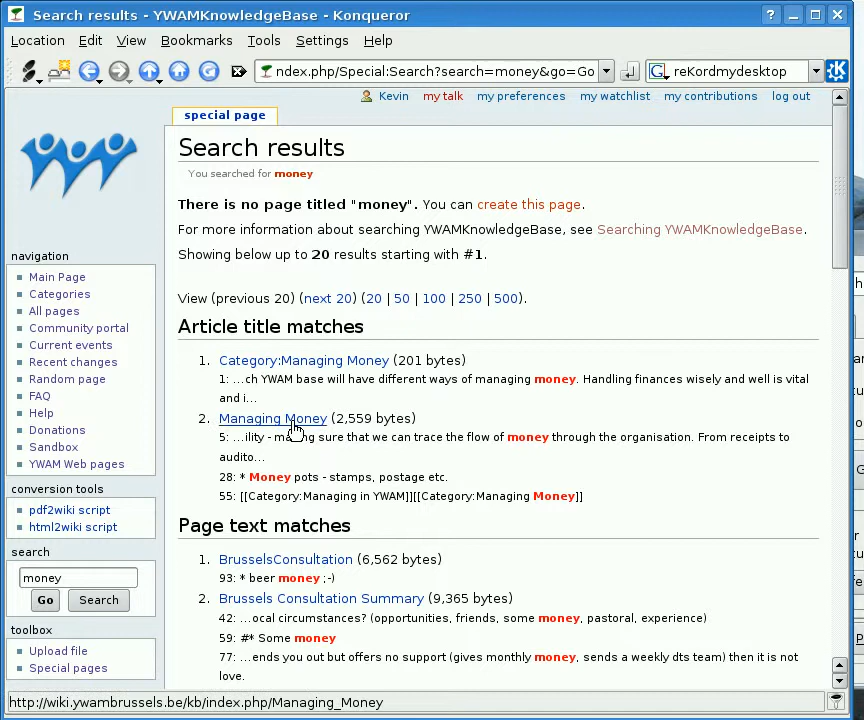 Search results - YWAMKnowledgeBase - Konqueror
Location Edit View Bookmarks Tools Settings Help
ndex.php/Special:Search?search=money&go=Go reKordmydesktop
Kevin my talk my preferences my watchlist my contributions log out
special page
Search results
You searched for money
There is no page titled "money". You can create this page.
For more information about searching YWAMKnowledgeBase, see Searching YWAMKnowledgeBase.
Showing below up to 20 results starting with #1.
View (previous 20) (next 20) (20 | 50 | 100 | 250 | 500).
Article title matches
1. Category:Managing Money (201 bytes)
1: ...ch YWAM base will have different ways of managing money. Handling finances wisely and well is vital
and i...
2. Managing Money (2,559 bytes)
5: ...ility - making sure that we can trace the flow of money through the organisation. From receipts to
audito...
28: * Money pots - stamps, postage etc.
55: [[Category:Managing in YWAM]][[Category:Managing Money]]
Page text matches
1. BrusselsConsultation (6,562 bytes)
93: * beer money ;-)
2. Brussels Consultation Summary (9,365 bytes)
42: ...ocal circumstances? (opportunities, friends, some money, pastoral, experience)
59: #* Some money
77: ...ends you out but offers no support (gives monthly money, sends a weekly dts team) then it is not
love.
navigation
Main Page
Categories
All pages
Community portal
Current events
Recent changes
Random page
FAQ
Help
Donations
Sandbox
YWAM Web pages
conversion tools
pdf2wiki script
html2wiki script
search
money
Go Search
toolbox
Upload file
Special pages
http://wiki.ywambrussels.be/kb/index.php/Managing_Money